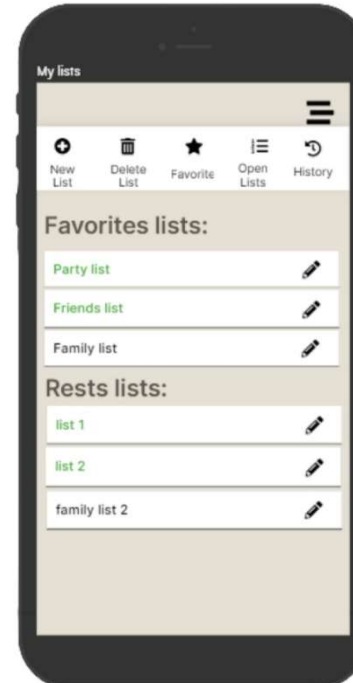 My lists
New List
Delete List
Favorite
Open Lists
History
Favorites lists:
Party list
Friends list
Family list
Rests lists:
list 1
list 2
family list 2